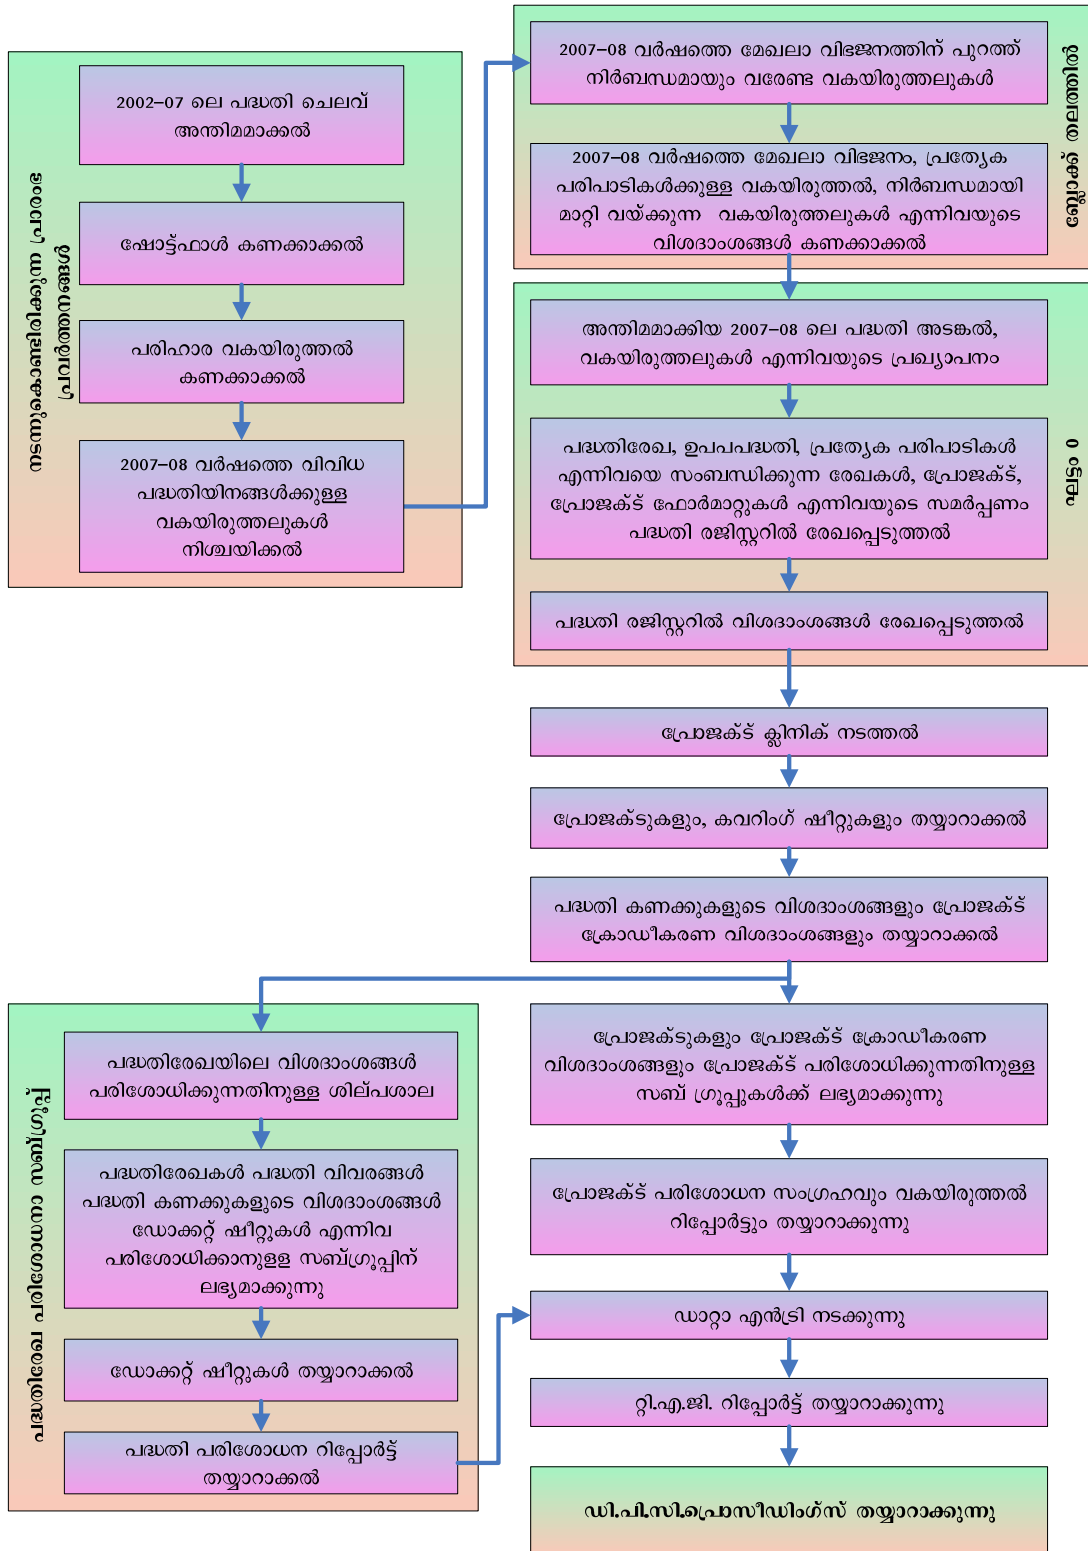 നടന്നുകൊണ്ടിരിക്കുന്ന പ്രാരംഭ
പ്രവർത്തനങ്ങൾ
2002–07 ലെ പദ്ധതി ചെലവ്
അന്തിമമാക്കൽ
ഷോട്ട്ഫാൾ കണക്കാക്കൽ
പരിഹാര വകയിരുത്തൽ
കണക്കാക്കൽ
2007–08 വർഷത്തെ വിവിധ
പദ്ധതിയിനങ്ങൾക്കുള്ള
വകയിരുത്തലുകൾ
നിശ്ചയിക്കൽ
ബ്ലോക്ക് തലത്തിൽ
2007–08 വർഷത്തെ മേഖലാ വിഭജനത്തിന് പുറത്ത്
നിർബന്ധമായും വരേണ്ട വകയിരുത്തലുകൾ
2007–08 വർഷത്തെ മേഖലാ വിഭജനം, പ്രത്യേക
പരിപാടികൾക്കുള്ള വകയിരുത്തൽ, നിർബന്ധമായി
മാറ്റി വയ്ക്കുന്ന വകയിരുത്തലുകൾ എന്നിവയുടെ
വിശദാംശങ്ങൾ കണക്കാക്കൽ
അന്തിമമാക്കിയ 2007–08 ലെ പദ്ധതി അടങ്കൽ,
വകയിരുത്തലുകൾ എന്നിവയുടെ പ്രഖ്യാപനം
പദ്ധതിരേഖ, ഉപപപദ്ധതി, പ്രത്യേക പരിപാടികൾ
എന്നിവയെ സംബന്ധിക്കുന്ന രേഖകൾ, പ്രോജക്ട്,
പ്രോജക്ട് ഫോർമാറ്റുകൾ എന്നിവയുടെ സമർപ്പണം
പദ്ധതി രജിസ്റ്ററിൽ രേഖപ്പെടുത്തൽ
പദ്ധതി രജിസ്റ്ററിൽ വിശദാംശങ്ങൾ രേഖപ്പെടുത്തൽ
പ്രോജക്ട് ക്ലിനിക് നടത്തൽ
പ്രോജക്ടുകളും, കവറിംഗ് ഷീറ്റുകളും തയ്യാറാക്കൽ
പദ്ധതി കണക്കുകളുടെ വിശദാംശങ്ങളും പ്രോജക്ട്
ക്രോഡീകരണ വിശദാംശങ്ങളും തയ്യാറാക്കൽ
പദ്ധതിരേഖ പരിശോധനാ സബ്ഗ്രൂപ്പ്
പദ്ധതിരേഖയിലെ വിശദാംശങ്ങൾ
പരിശോധിക്കുന്നതിനുള്ള ശില്പശാല
പദ്ധതിരേഖകൾ പദ്ധതി വിവരങ്ങൾ
പദ്ധതി കണക്കുകളുടെ വിശദാംശങ്ങൾ
ഡോക്കറ്റ് ഷീറ്റുകൾ എന്നിവ
പരിശോധിക്കാനുളള സബ്ഗ്രൂപ്പിന്
ലഭ്യമാക്കുന്നു
ഡോക്കറ്റ് ഷീറ്റുകൾ തയ്യാറാക്കൽ
പദ്ധതി പരിശോധന റിപ്പോർട്ട്
തയ്യാറാക്കൽ
പ്രോജക്ടുകളും പ്രോജക്ട് ക്രോഡീകരണ
വിശദാംശങ്ങളും പ്രോജക്ട് പരിശോധിക്കുന്നതിനുള്ള
സബ് ഗ്രൂപ്പുകൾക്ക് ലഭ്യമാക്കുന്നു
പ്രോജക്ട് പരിശോധന സംഗ്രഹവും വകയിരുത്തൽ
റിപ്പോർട്ടും തയ്യാറാക്കുന്നു
ഡാറ്റാ എൻട്രി നടക്കുന്നു
റ്റി.എ.ജി. റിപ്പോർട്ട് തയ്യാറാക്കുന്നു
ഡി.പി.സി.പ്രൊസീഡിംഗ്സ് തയ്യാറാക്കുന്നു